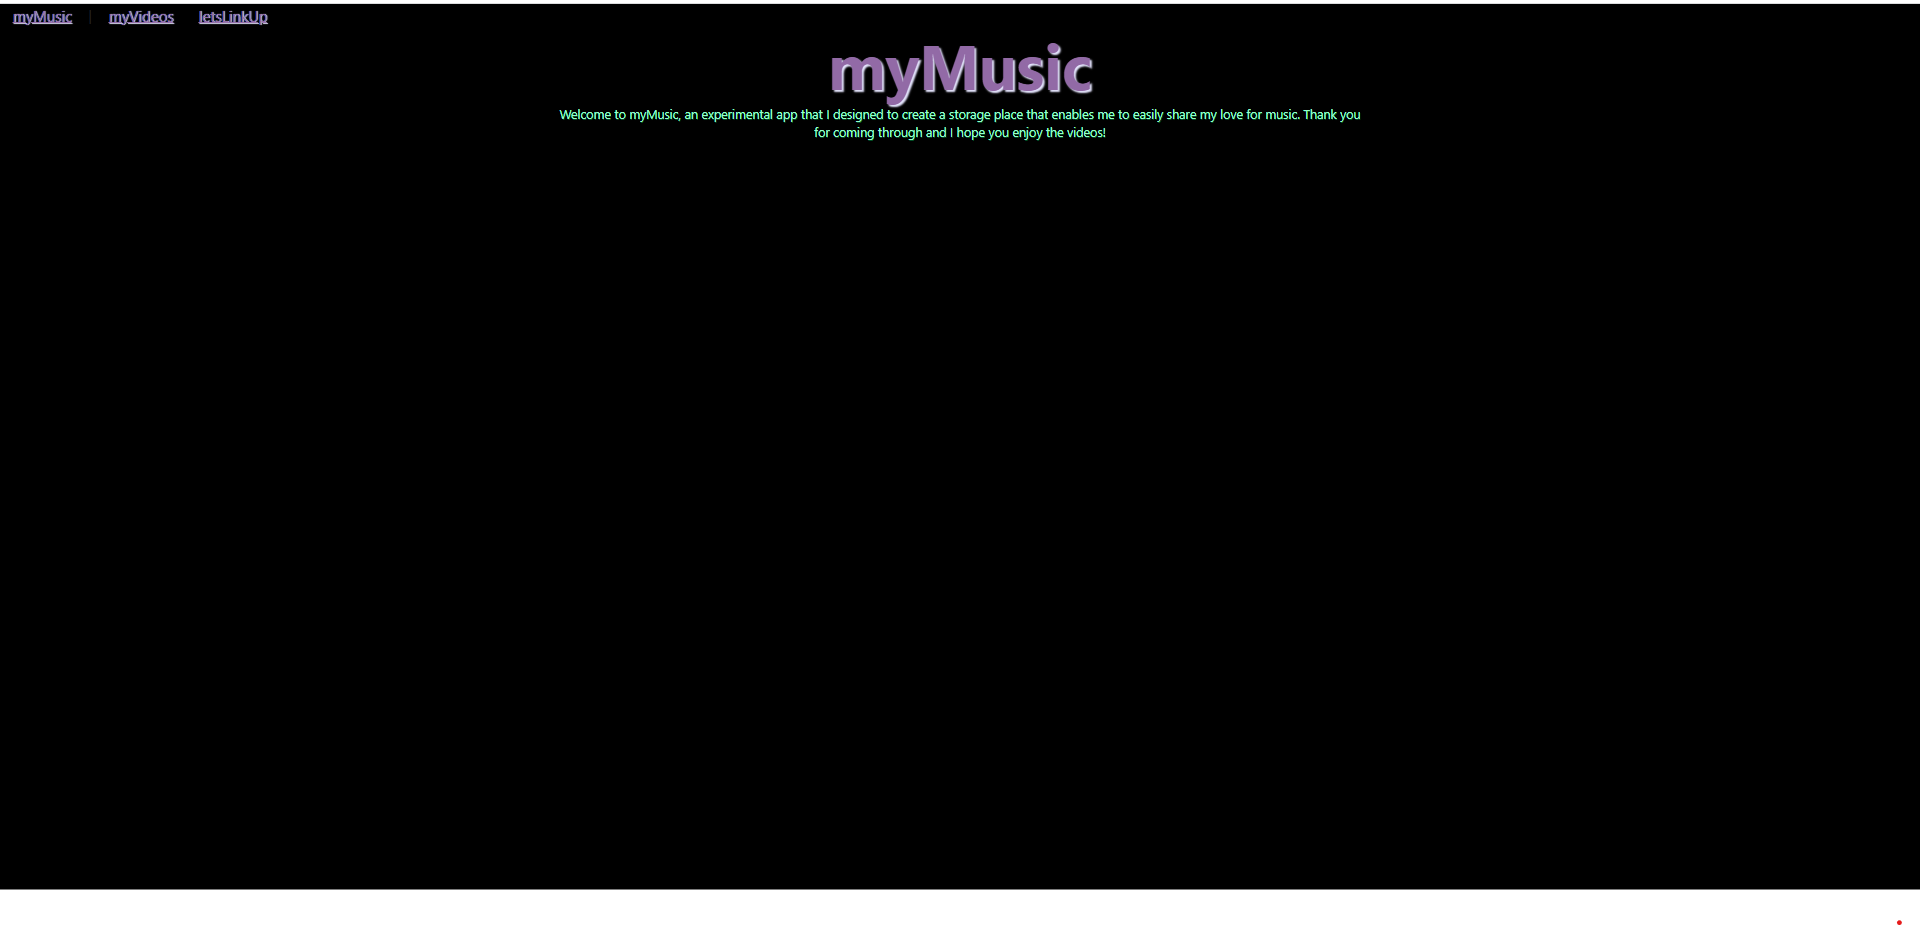 myMusic | myVideos letsLinkUp
myMusic
Welcome to myMusic, an experimental app that I designed to create a storage place that enables me to easily share my love for music. Thank you
for coming through and I hope you enjoy the videos!